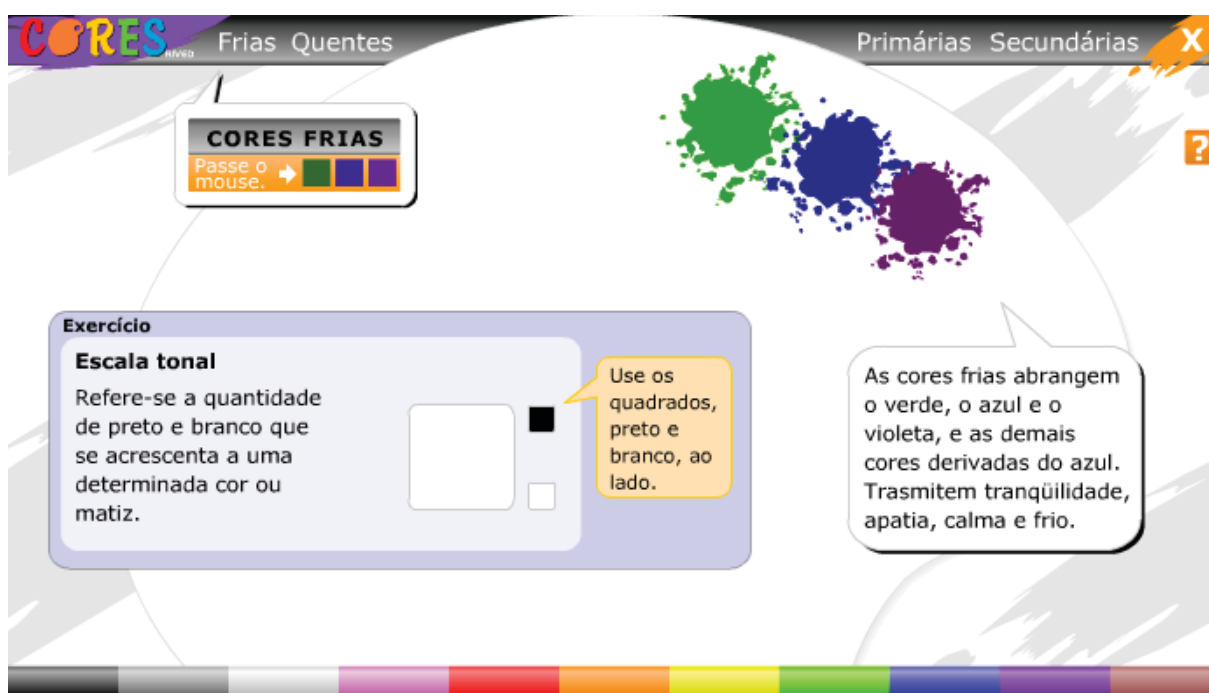 CORES RIVED Frias Quentes Primárias Secundárias X
CORES FRIAS
Passe o
mouse.
?
Exercício
Escala tonal
Refere-se a quantidade
de preto e branco que
se acrescenta a uma
determinada cor ou
matiz.
Use os
quadrados,
preto e
branco, ao
lado.
As cores frias abrangem
o verde, o azul e o
violeta, e as demais
cores derivadas do azul.
Trasmitem tranqüilidade,
apatia, calma e frio.